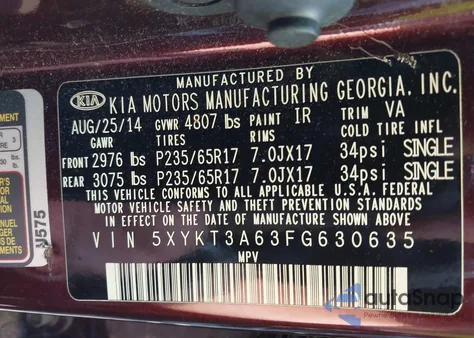 MANUFACTURED BY
KIA KIA MOTORS MANUFACTURING GEORGIA, INC.
AUG/25/14 GVWR 4807 lbs PAINT IR TRIM VA
GAWR TIRES RIMS COLD TIRE INFL
FRONT 2976 lbs P235/65R17 7.0JX17 34psi SINGLE
REAR 3075 lbs P235/65R17 7.0JX17 34psi SINGLE
THIS VEHICLE CONFORMS TO ALL APPLICABLE U.S.A. FEDERAL
MOTOR VEHICLE SAFETY AND THEFT PREVENTION STANDARDS
IN EFFECT ON THE DATE OF MANUFACTURE SHOWN ABOVE
VIN 5XYKT3A63FG630635
MPV
N575
autoSnap